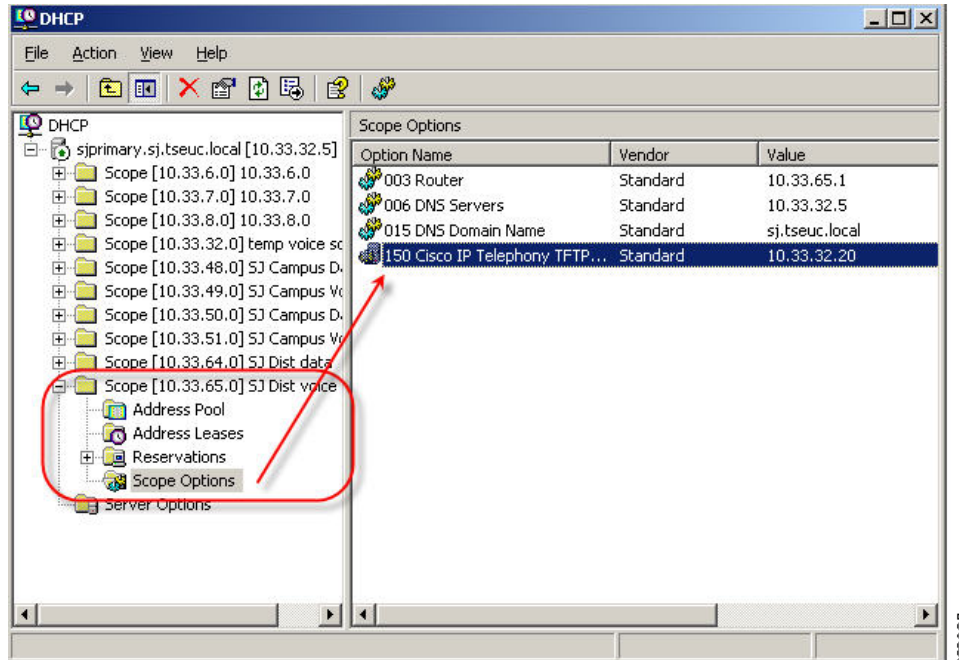 DHCP
File Action View Help
DHCP
sjprimary.sj.tseuc.local [10.33.32.5]
Scope [10.33.6.0] 10.33.6.0
Scope [10.33.7.0] 10.33.7.0
Scope [10.33.8.0] 10.33.8.0
Scope [10.33.32.0] temp voice sc
Scope [10.33.48.0] SJ Campus D
Scope [10.33.49.0] SJ Campus Vo
Scope [10.33.50.0] SJ Campus D
Scope [10.33.51.0] SJ Campus Vo
Scope [10.33.64.0] SJ Dist data
Scope [10.33.65.0] SJ Dist voice
Address Pool
Address Leases
Reservations
Scope Options
Server Options
Scope Options
Option Name Vendor Value
003 Router Standard 10.33.65.1
006 DNS Servers Standard 10.33.32.5
015 DNS Domain Name Standard sj.tseuc.local
150 Cisco IP Telephony TFTP... Standard 10.33.32.20